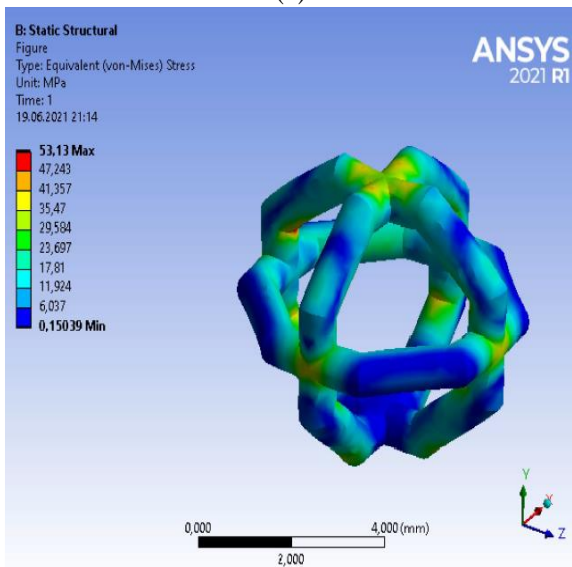 B: Static Structural
Figure
Type: Equivalent (von-Mises) Stress
Unit: MPa
Time: 1
19.06.2021 21:14
ANSYS
2021 R1
53,13 Max
47,243
41,357
35,47
29,584
23,697
17,81
11,924
6,037
0,15039 Min
0,000
4,000 (mm)
2,000
Y
X
Z